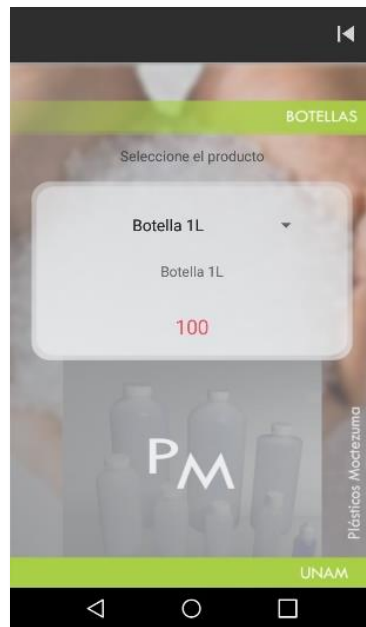 BOTELLAS
Seleccione el producto
Botella 1L
Botella 1L
100
PM
Plásticos Moctezuma
UNAM